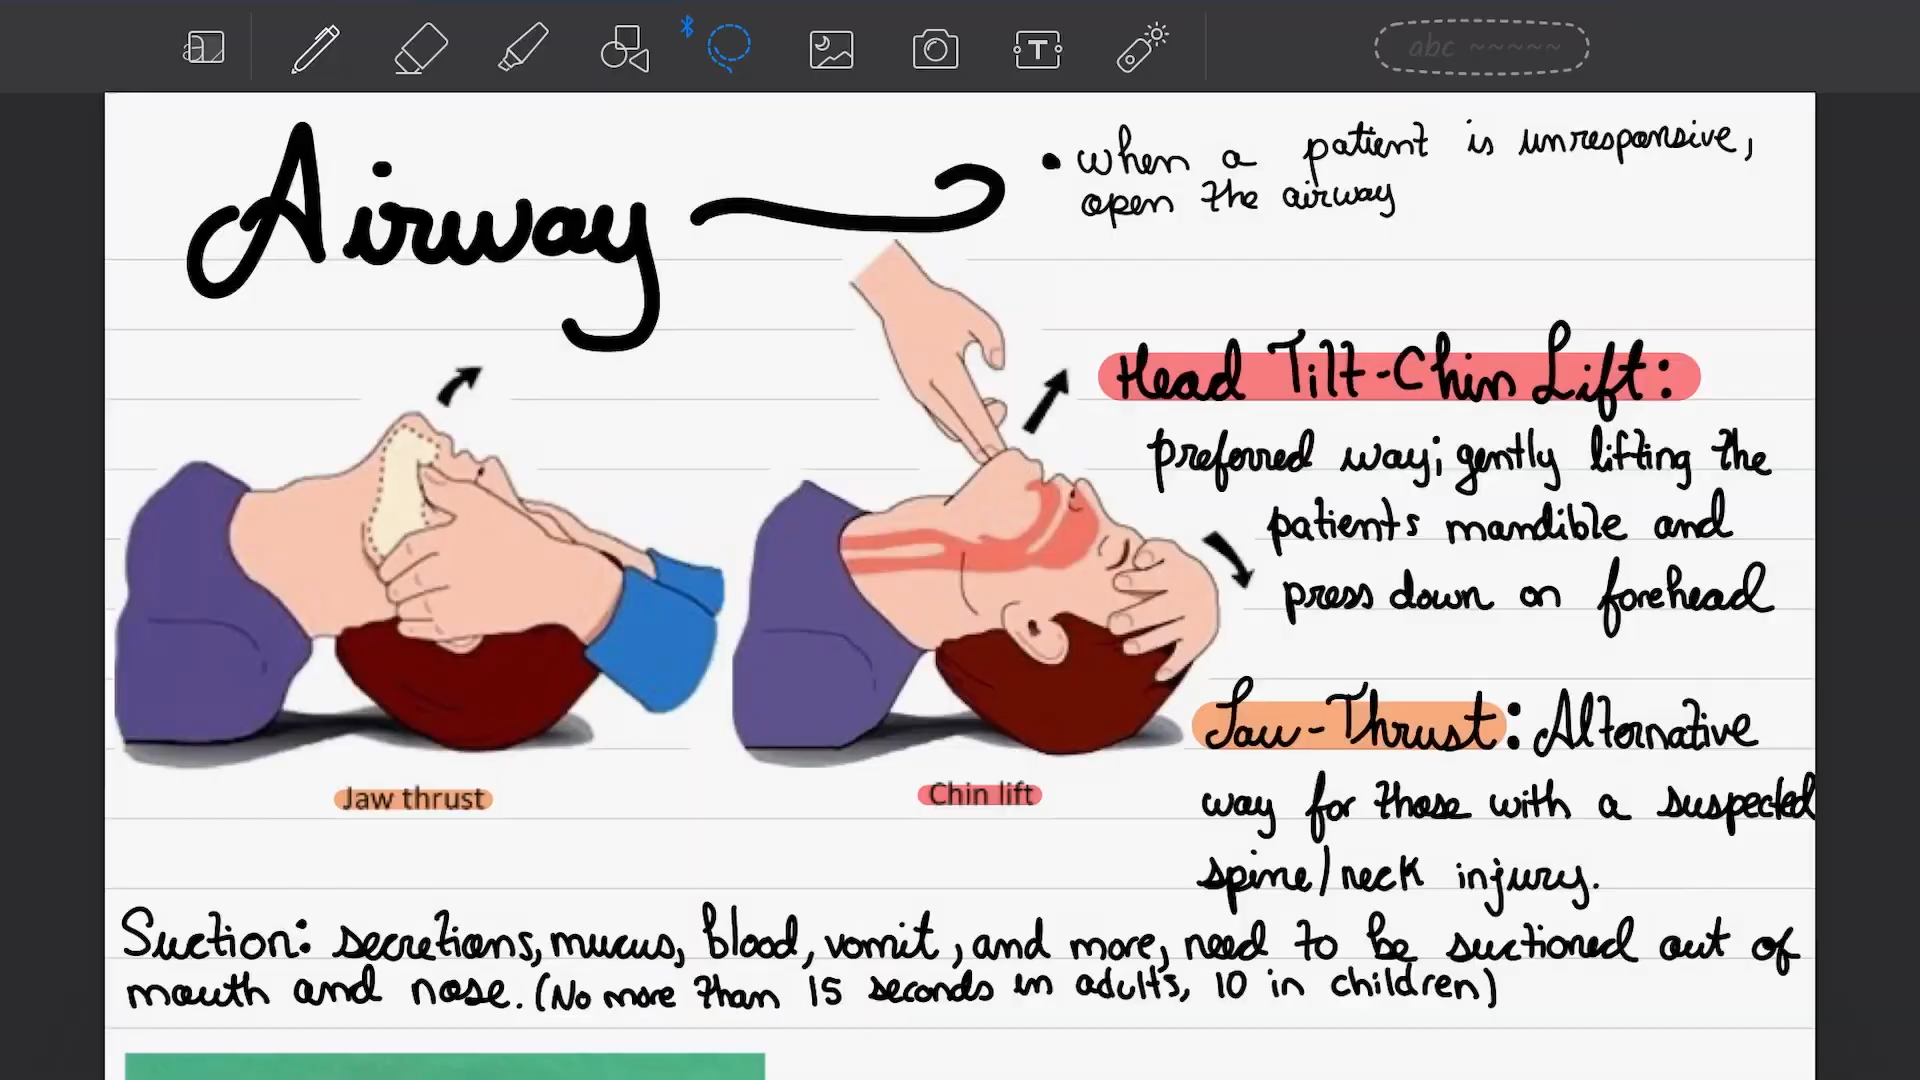 abc
Airway
• when a patient is unresponsive,
open the airway
Head Tilt-Chin Lift:
preferred way; gently lifting the
patients mandible and
press down on forehead
Jaw-Thrust: Alternative
way for those with a suspected
spine/neck injury.
Jaw thrust
Chin lift
Suction: secretions, mucus, blood, vomit, and more, need to be suctioned out of
mouth and nose. (No more than 15 seconds in adults, 10 in children)